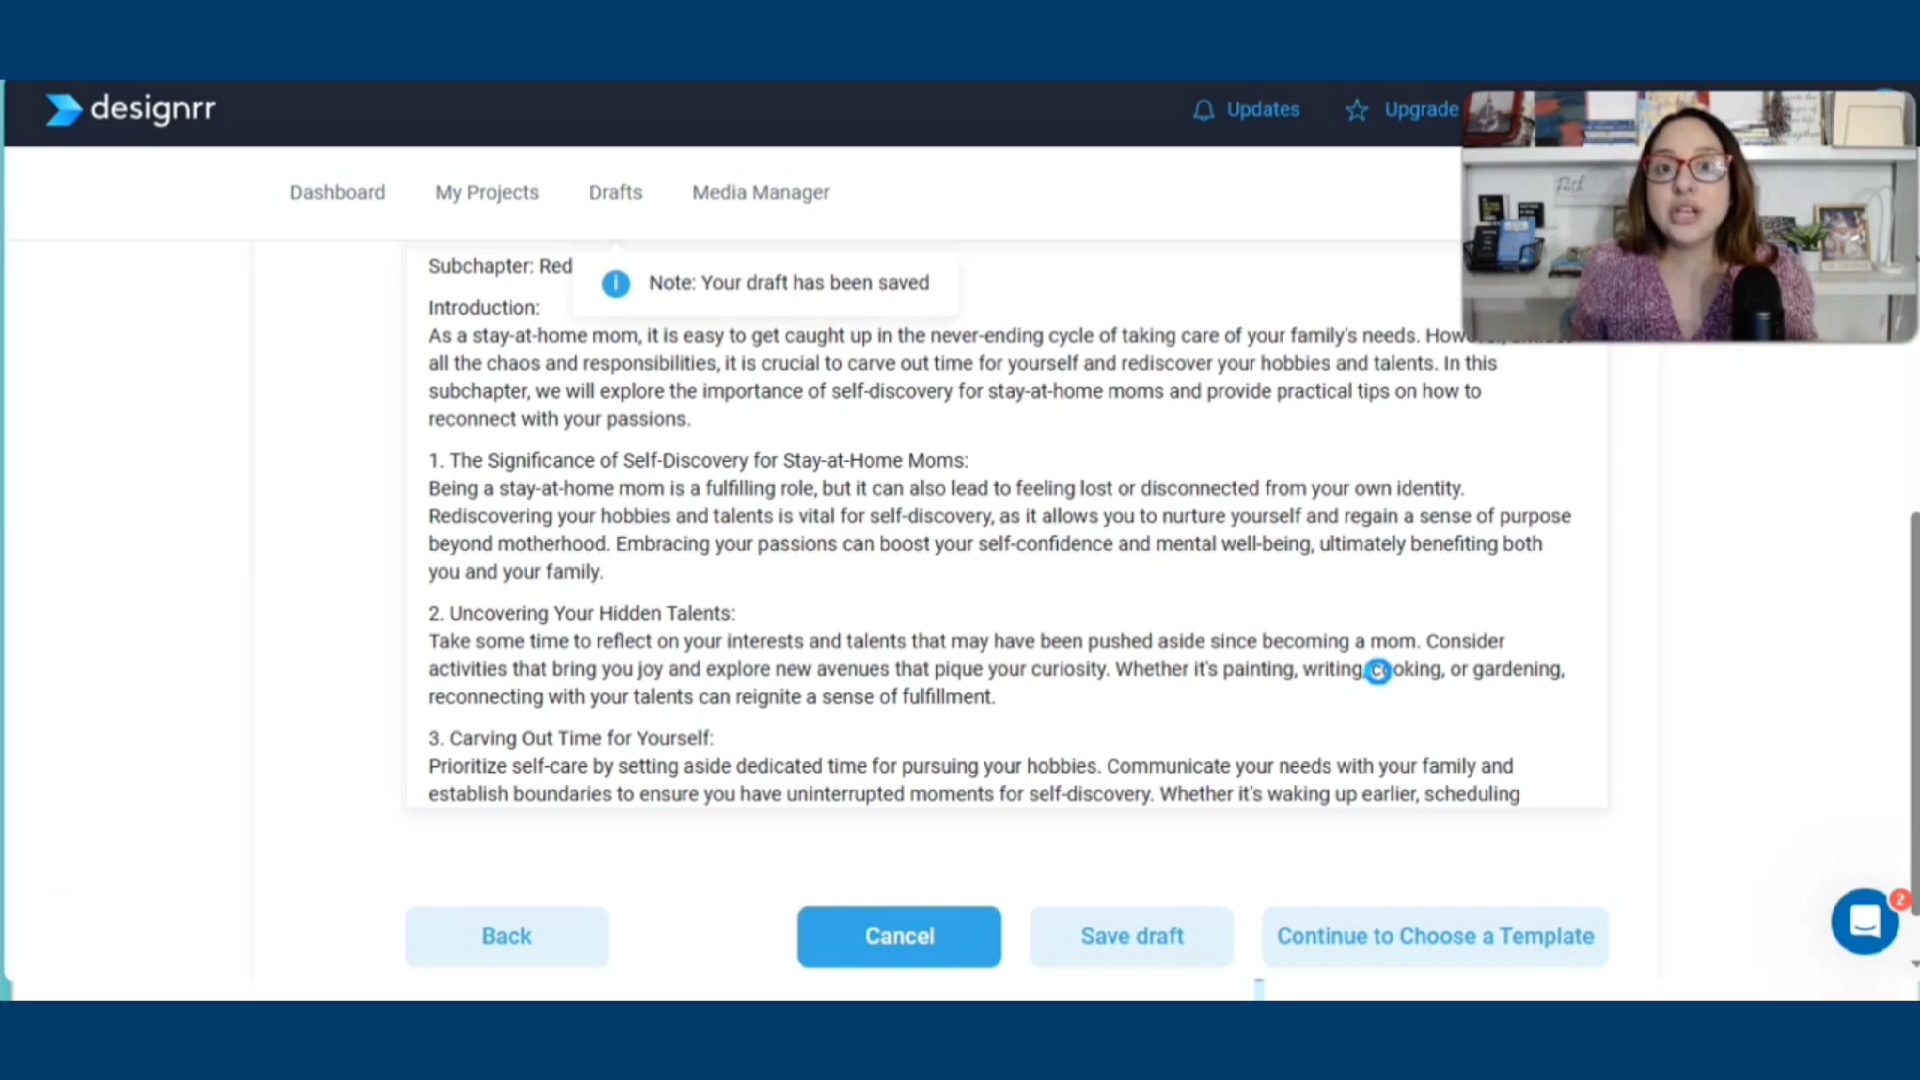 designrr
Updates
Upgrade
Dashboard
My Projects
Drafts
Media Manager
Subchapter: Red
Note: Your draft has been saved
Introduction:
As a stay-at-home mom, it is easy to get caught up in the never-ending cycle of taking care of your family's needs.
all the chaos and responsibilities, it is crucial to carve out time for yourself and rediscover your hobbies and talents. In this
subchapter, we will explore the importance of self-discovery for stay-at-home moms and provide practical tips on how to
reconnect with your passions.
1. The Significance of Self-Discovery for Stay-at-Home Moms:
Being a stay-at-home mom is a fulfilling role, but it can also lead to feeling lost or disconnected from your own identity.
Rediscovering your hobbies and talents is vital for self-discovery, as it allows you to nurture yourself and regain a sense of purpose
beyond motherhood. Embracing your passions can boost your self-confidence and mental well-being, ultimately benefiting both
you and your family.
2. Uncovering Your Hidden Talents:
Take some time to reflect on your interests and talents that may have been pushed aside since becoming a mom. Consider
activities that bring you joy and explore new avenues that pique your curiosity. Whether it's painting, writing, cooking, or gardening,
reconnecting with your talents can reignite a sense of fulfillment.
3. Carving Out Time for Yourself:
Prioritize self-care by setting aside dedicated time for pursuing your hobbies. Communicate your needs with your family and
establish boundaries to ensure you have uninterrupted moments for self-discovery. Whether it's waking up earlier, scheduling
Back
Cancel
Save draft
Continue to Choose a Template
2
Faith